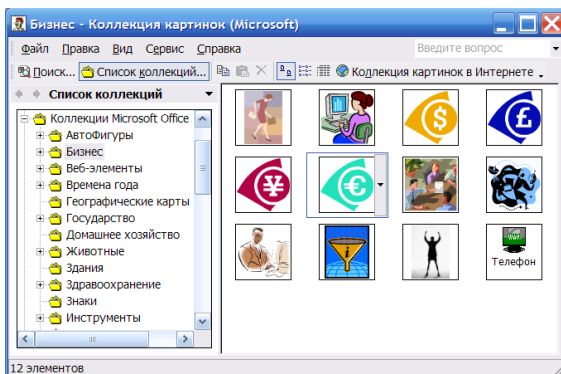 Бизнес - Коллекция картинок (Microsoft)
Файл Правка Вид Сервис Справка Введите вопрос
Поиск... Список коллекций... Коллекция картинок в Интернете
Список коллекций
Коллекции Microsoft Office
АвтоФигуры
Бизнес
Веб-элементы
Времена года
Географические карты
Государство
Домашнее хозяйство
Животные
Здания
Здравоохранение
Знаки
Инструменты
$
£
¥
€
i
Телефон
12 элементов